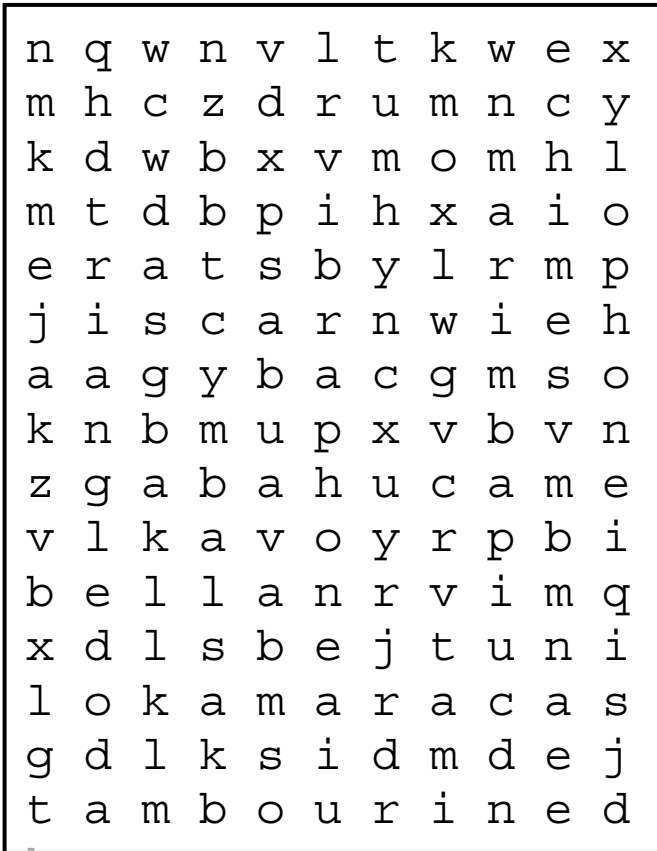 n q w n v l t k w e x
m h c z d r u m n c y
k d w b x v m o m h l
m t d b p i h x a i o
e r a t s b y l r m p
j i s c a r n w i e h
a a g y b a c g m s o
k n b m u p x v b v n
z g a b a h u c a m e
v l k a v o y r p b i
b e l l a n r v i m q
x d l s b e j t u n i
l o k a m a r a c a s
g d l k s i d m d e j
t a m b o u r i n e d